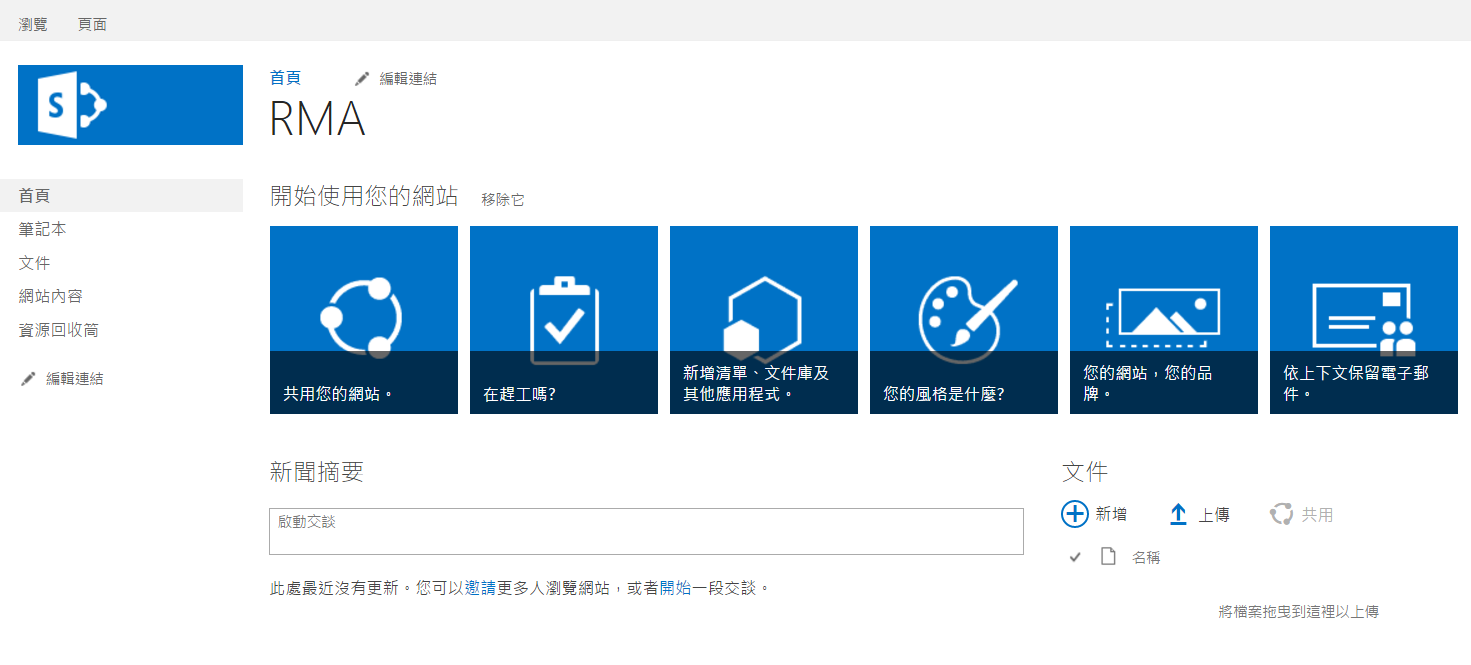 瀏覽 頁面
S
首頁 編輯連結
RMA
首頁
筆記本
文件
網站內容
資源回收筒
編輯連結
開始使用您的網站 移除它
共用您的網站。
在趕工嗎?
新增清單、文件庫及
其他應用程式。
您的風格是什麼?
您的網站，您的品
牌。
依上下文保留電子郵
件。
新聞摘要
啟動交談
此處最近沒有更新。您可以邀請更多人瀏覽網站，或者開始一段交談。
文件
新增 上傳 共用
名稱
將檔案拖曳到這裡以上傳